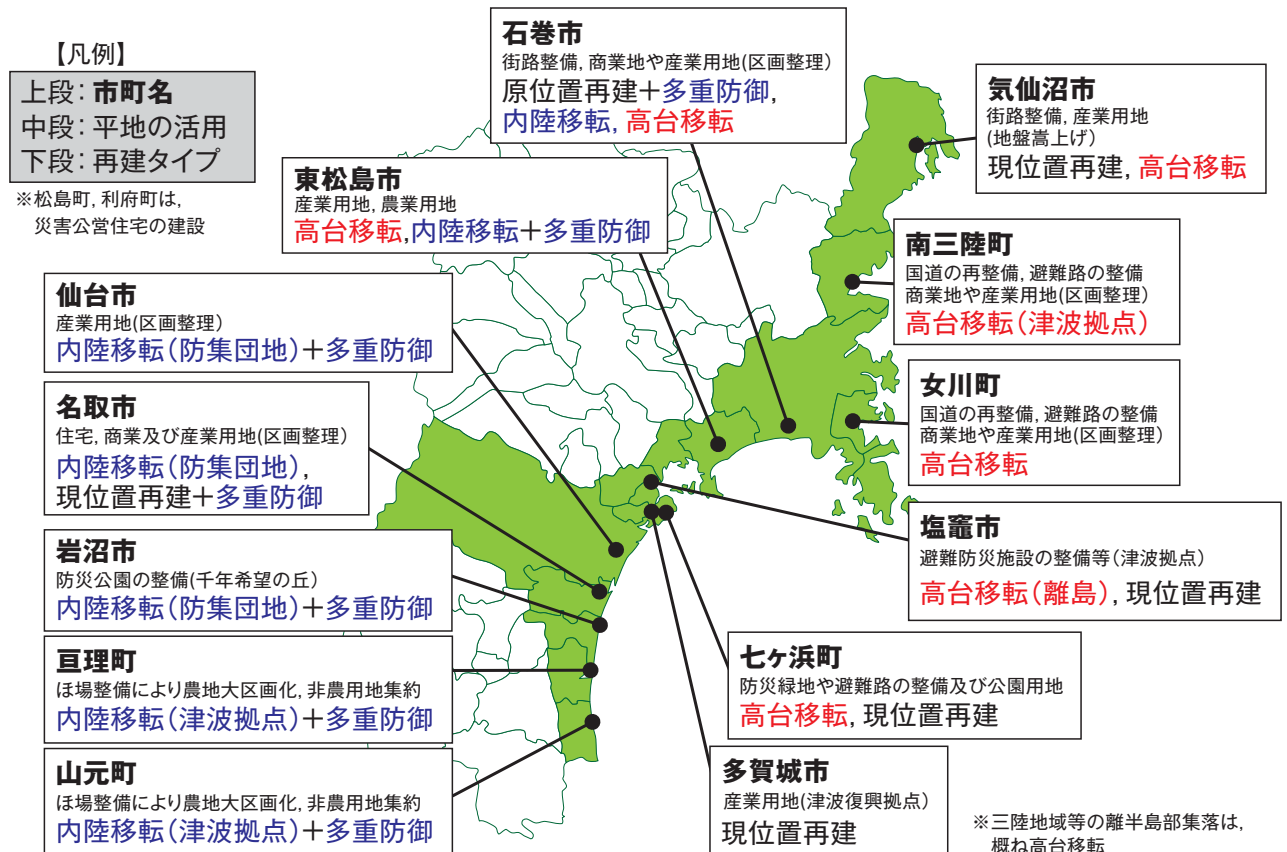 【凡例】
上段：市町名
中段：平地の活用
下段：再建タイプ
※松島町, 利府町は,
災害公営住宅の建設
石巻市
街路整備, 商業地や産業用地(区画整理)
原位置再建＋多重防御,
内陸移転, 高台移転
気仙沼市
街路整備, 産業用地
(地盤嵩上げ)
現位置再建, 高台移転
東松島市
産業用地, 農業用地
高台移転,内陸移転＋多重防御
南三陸町
国道の再整備, 避難路の整備
商業地や産業用地(区画整理)
高台移転(津波拠点)
仙台市
産業用地(区画整理)
内陸移転(防集団地)＋多重防御
女川町
国道の再整備, 避難路の整備
商業地や産業用地(区画整理)
高台移転
名取市
住宅, 商業及び産業用地(区画整理)
内陸移転(防集団地),
現位置再建＋多重防御
塩竈市
避難防災施設の整備等(津波拠点)
高台移転(離島), 現位置再建
岩沼市
防災公園の整備(千年希望の丘)
内陸移転(防集団地)＋多重防御
七ヶ浜町
防災緑地や避難路の整備及び公園用地
高台移転, 現位置再建
亘理町
ほ場整備により農地大区画化, 非農用地集約
内陸移転(津波拠点)＋多重防御
多賀城市
産業用地(津波復興拠点)
現位置再建
山元町
ほ場整備により農地大区画化, 非農用地集約
内陸移転(津波拠点)＋多重防御
※三陸地域等の離半島部集落は,
概ね高台移転